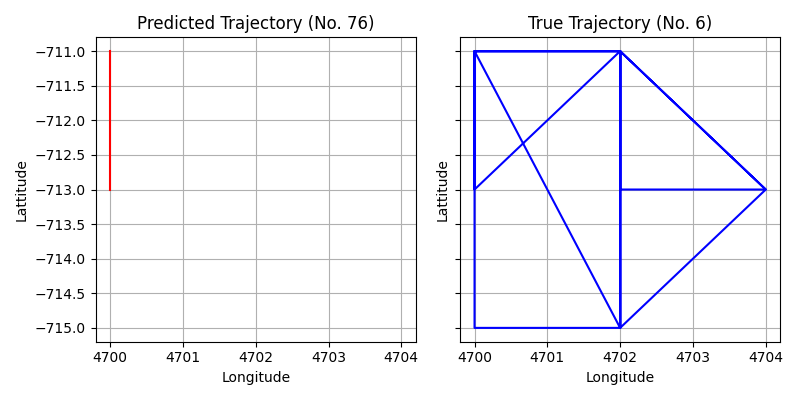 Predicted Trajectory (No. 76)
Lattitude
−711.0
−711.5
−712.0
−712.5
−713.0
−713.5
−714.0
−714.5
−715.0
4700 4701 4702 4703 4704
Longitude
True Trajectory (No. 6)
Lattitude
4700 4701 4702 4703 4704
Longitude